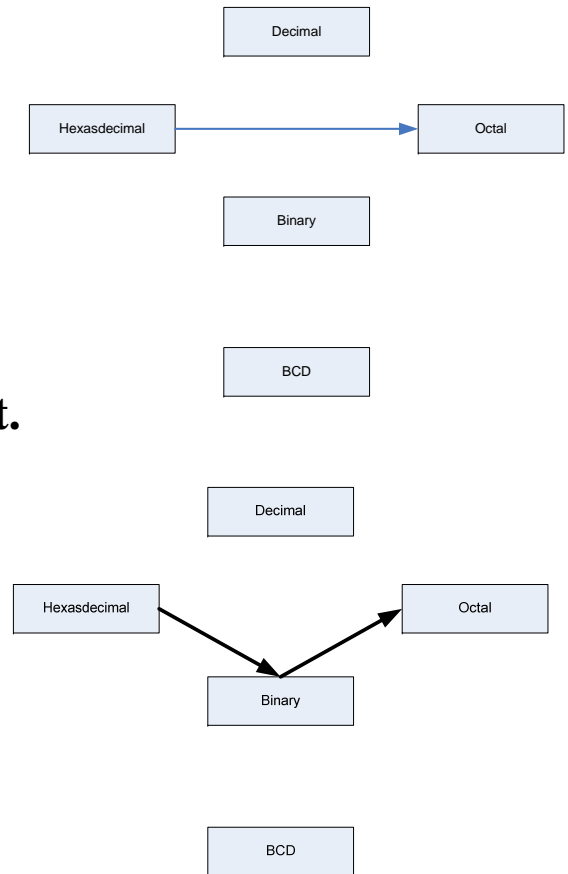 Decimal
Hexasdecimal
Octal
Binary
BCD
t.
Decimal
Hexasdecimal
Octal
Binary
BCD